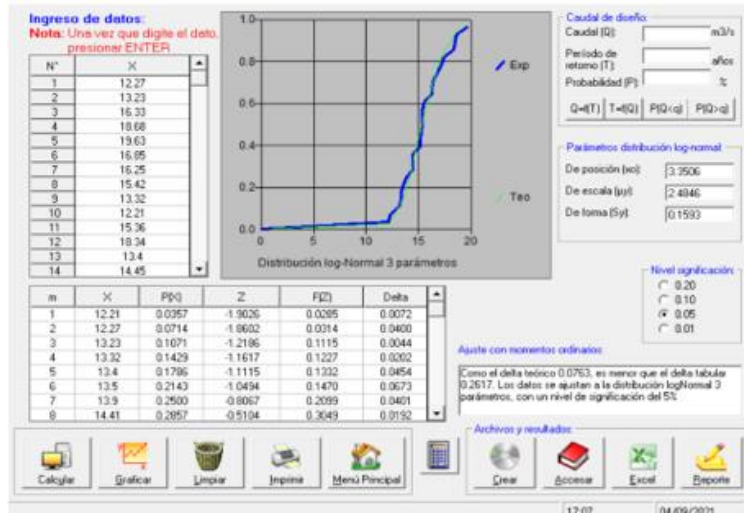 Ingreso de datos:
Nota: Una vez que digite el dato,
presionar ENTER
N° X
1 12.27
2 13.23
3 16.33
4 18.68
5 19.63
6 16.65
7 16.25
8 15.42
9 13.32
10 12.21
11 15.36
12 18.34
13 13.4
14 14.45
1.0
0.8
0.6
0.4
0.2
0.0
0 5 10 15 20
Distribución log-Normal 3 parámetros
Exp
Teo
Caudal de diseño:
Caudal (Q): m3/s
Período de
retorno (T): años
Probabilidad (P): %
Q=f(T) T=f(Q) P(Q<q) P(Q>q)
Parámetros distribución log-normal:
De posición (xo): 3.3506
De escala (µy): 2.4846
De forma (Sy): 0.1593
Nivel significación:
0.20
0.10
0.05
0.01
m X P(X) Z F(Z) Delta
1 12.21 0.0357 -1.9026 0.0285 0.0072
2 12.27 0.0714 -1.8602 0.0314 0.0400
3 13.23 0.1071 -1.2186 0.1115 0.0044
4 13.32 0.1429 -1.1617 0.1227 0.0202
5 13.4 0.1786 -1.1115 0.1332 0.0454
6 13.5 0.2143 -1.0494 0.1470 0.0673
7 13.9 0.2500 -0.8067 0.2099 0.0401
8 14.41 0.2857 -0.5104 0.3049 0.0192
Ajuste con momentos ordinarios:
Como el delta teórico 0.0763, es menor que el delta tabular
0.2617. Los datos se ajustan a la distribución logNormal 3
parámetros, con un nivel de significación del 5%
Archivos y resultados:
Calcular Graficar Limpiar Imprimir Menú Principal Crear Accesar Excel Reporte
17:07 04/09/2021